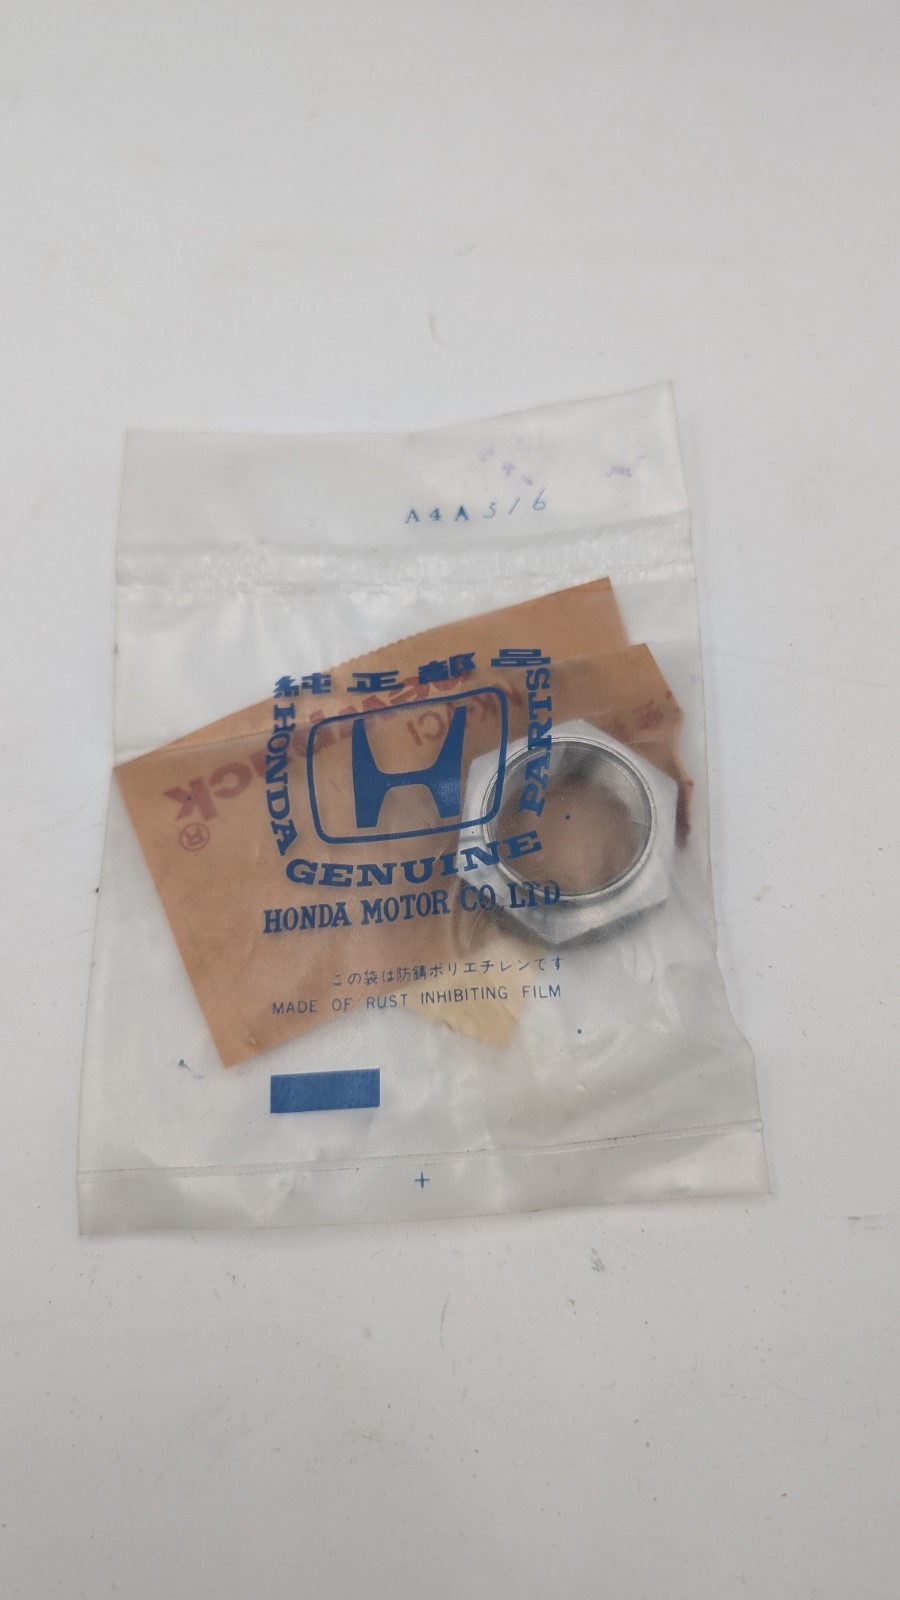 A4A516
純正部品
HONDA
GENUINE
PARTS
HONDA MOTOR CO. LTD
この袋は防錆ポリエチレンです
MADE OF RUST INHIBITING FILM
+
®